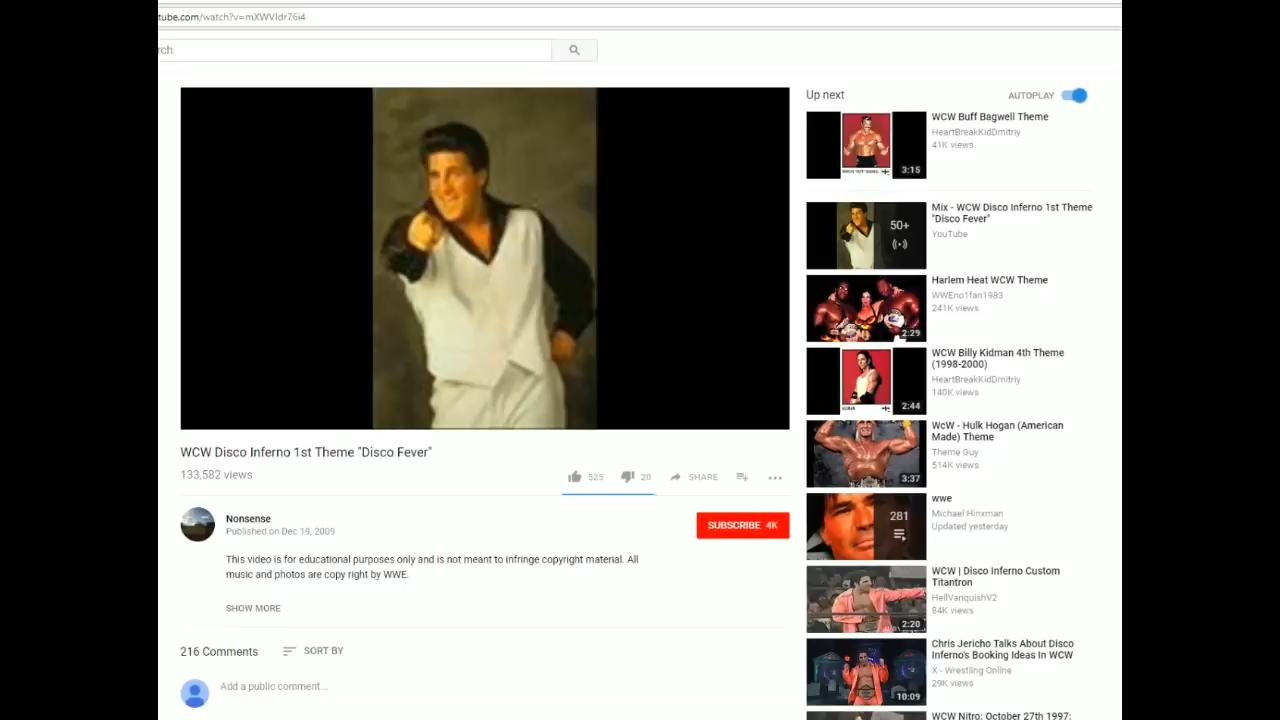 tube.com/watch?v=mXWVIdr76i4
rch
Up next
AUTOPLAY
WCW Buff Bagwell Theme
HeartBreakKidDmitriy
41K views
3:15
Mix - WCW Disco Inferno 1st Theme
"Disco Fever"
YouTube
50+
Harlem Heat WCW Theme
WWEno1fan1983
241K views
2:29
WCW Billy Kidman 4th Theme
(1998-2000)
HeartBreakKidDmitriy
140K views
2:44
WcW - Hulk Hogan (American
Made) Theme
Theme Guy
514K views
3:37
wwe
Michael Hinxman
Updated yesterday
281
WCW | Disco Inferno Custom
Titantron
HellVanquishV2
84K views
2:20
Chris Jericho Talks About Disco
Inferno's Booking Ideas In WCW
X - Wrestling Online
29K views
10:09
WCW Nitro: October 27th 1997:
WCW Disco Inferno 1st Theme "Disco Fever"
133,582 views
525
20
SHARE
Nonsense
Published on Dec 19, 2009
SUBSCRIBE 4K
This video is for educational purposes only and is not meant to infringe copyright material. All
music and photos are copy right by WWE.
SHOW MORE
216 Comments
SORT BY
Add a public comment...